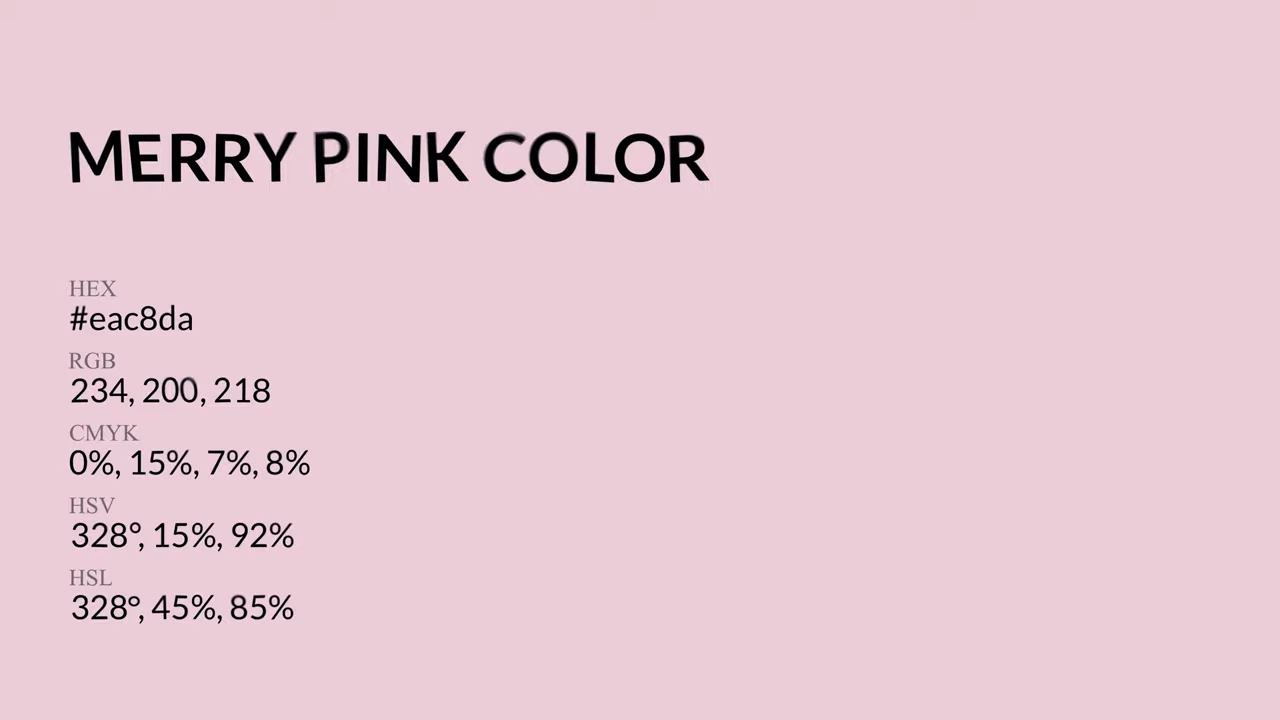 MERRY PINK COLOR
HEX
#eac8da
RGB
234, 200, 218
CMYK
0%, 15%, 7%, 8%
HSV
328°, 15%, 92%
HSL
328°, 45%, 85%